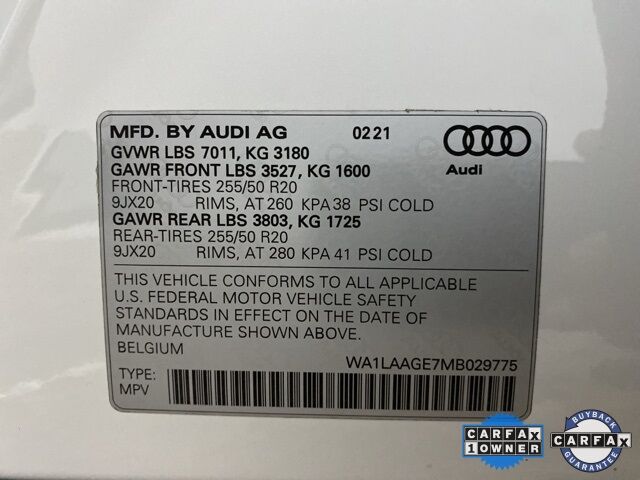 MFD. BY AUDI AG 0221
GVWR LBS 7011, KG 3180
GAWR FRONT LBS 3527, KG 1600
FRONT-TIRES 255/50 R20
9JX20 RIMS, AT 260 KPA 38 PSI COLD
GAWR REAR LBS 3803, KG 1725
REAR-TIRES 255/50 R20
9JX20 RIMS, AT 280 KPA 41 PSI COLD
Audi
THIS VEHICLE CONFORMS TO ALL APPLICABLE
U.S. FEDERAL MOTOR VEHICLE SAFETY
STANDARDS IN EFFECT ON THE DATE OF
MANUFACTURE SHOWN ABOVE.
BELGIUM
WA1LAAGE7MB029775
TYPE:
MPV
CARFAX
1 OWNER
BUYBACK
CARFAX
GUARANTEE